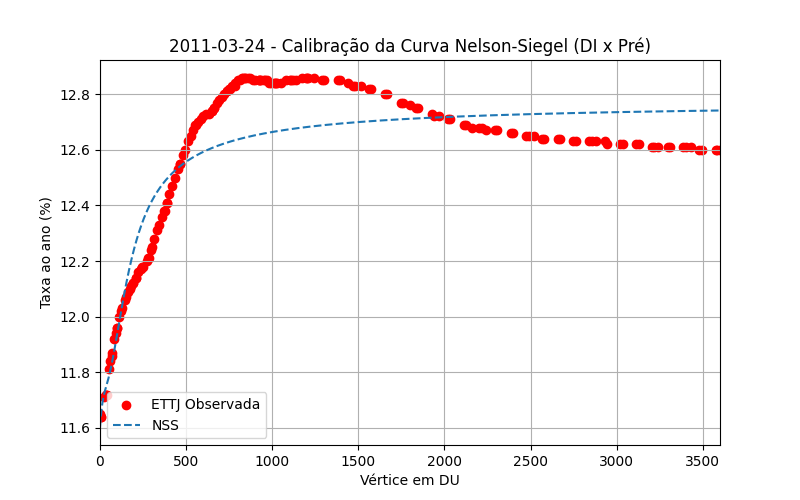 2011-03-24 - Calibração da Curva Nelson-Siegel (DI x Pré)
Taxa ao ano (%)
12.8
12.6
12.4
12.2
12.0
11.8
11.6
ETTJ Observada
NSS
0 500 1000 1500 2000 2500 3000 3500
Vértice em DU